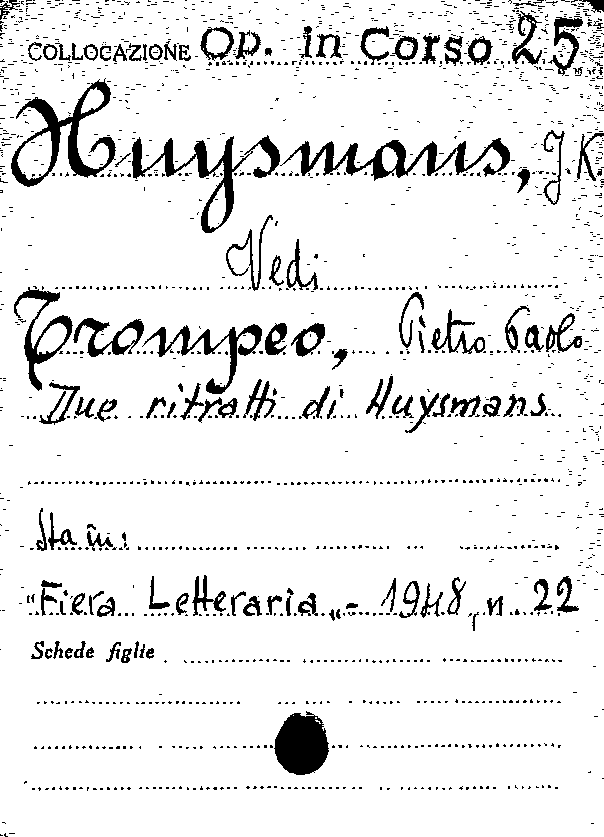 COLLOCAZIONE Op. in Corso 25
Huysmans, J.K.
Vedi
Trompeo, Pietro Paolo
Due ritratti di Huysmans
Sta in:
"Fiera Letteraria„ - 1948, n. 22
Schede figlie